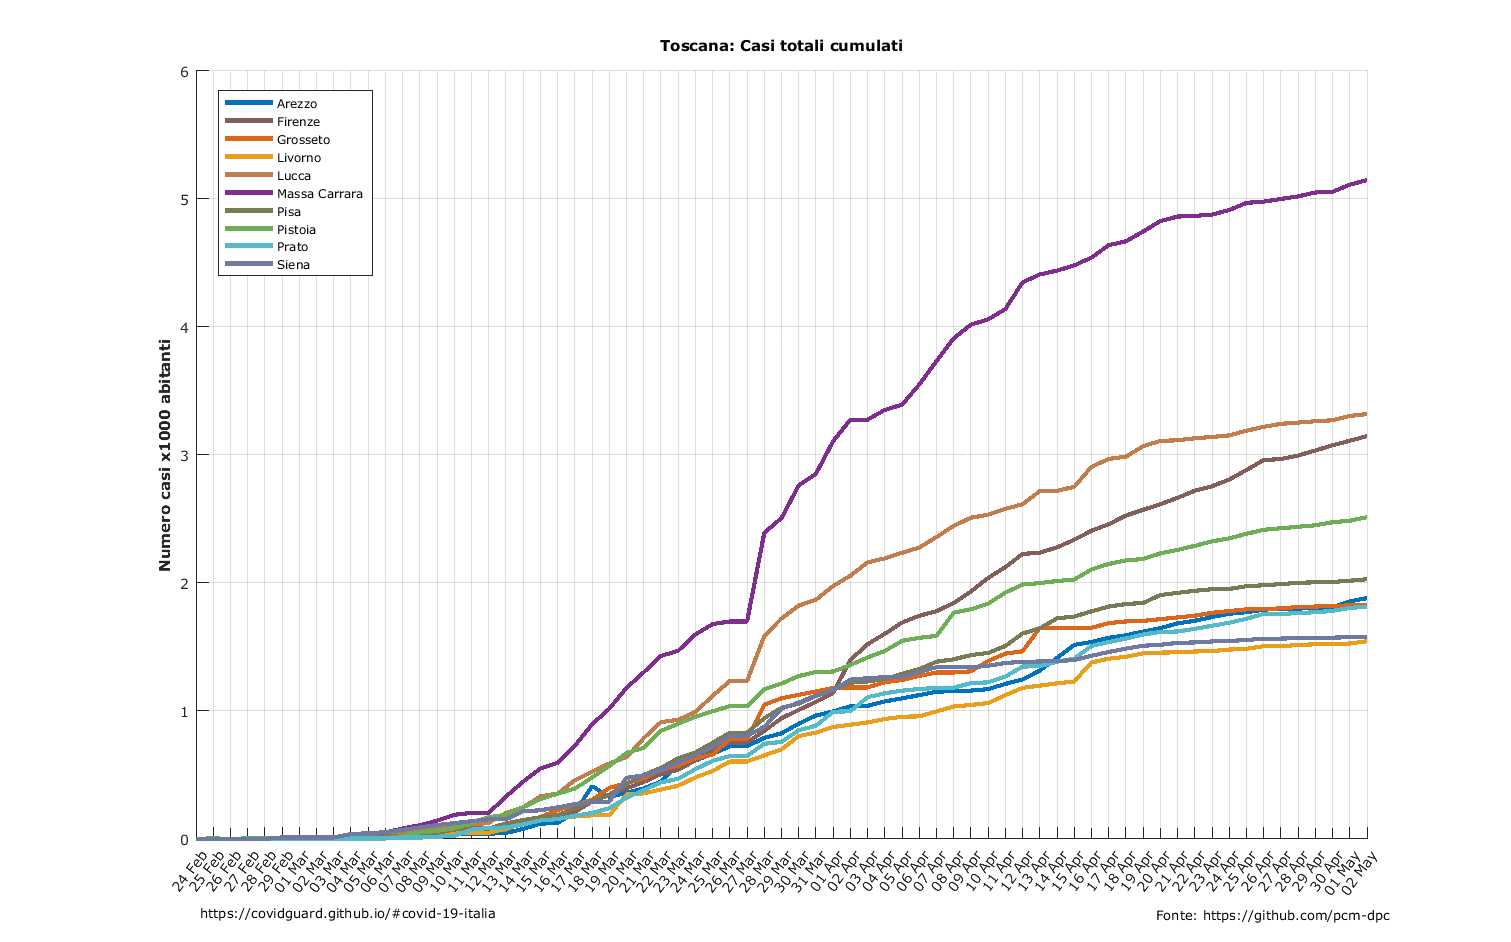 Toscana: Casi totali cumulati
6
5
4
3
2
1
0
Numero casi x1000 abitanti
Arezzo
Firenze
Grosseto
Livorno
Lucca
Massa Carrara
Pisa
Pistoia
Prato
Siena
24 Feb
25 Feb
26 Feb
27 Feb
28 Feb
29 Feb
01 Mar
02 Mar
03 Mar
04 Mar
05 Mar
06 Mar
07 Mar
08 Mar
09 Mar
10 Mar
11 Mar
12 Mar
13 Mar
14 Mar
15 Mar
16 Mar
17 Mar
18 Mar
19 Mar
20 Mar
21 Mar
22 Mar
23 Mar
24 Mar
25 Mar
26 Mar
27 Mar
28 Mar
29 Mar
30 Mar
31 Mar
01 Apr
02 Apr
03 Apr
04 Apr
05 Apr
06 Apr
07 Apr
08 Apr
09 Apr
10 Apr
11 Apr
12 Apr
13 Apr
14 Apr
15 Apr
16 Apr
17 Apr
18 Apr
19 Apr
20 Apr
21 Apr
22 Apr
23 Apr
24 Apr
25 Apr
26 Apr
27 Apr
28 Apr
29 Apr
30 Apr
01 May
02 May
https://covidguard.github.io/#covid-19-italia
Fonte: https://github.com/pcm-dpc